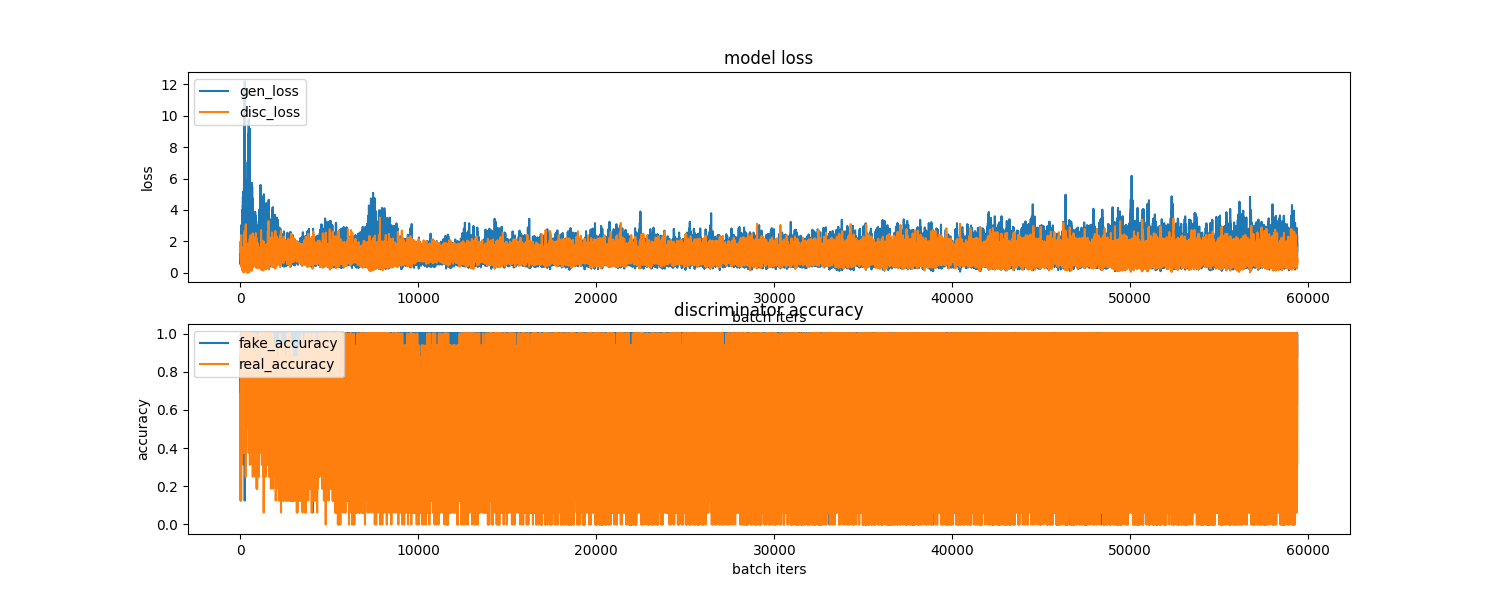 model loss
gen_loss
disc_loss
loss
12
10
8
6
4
2
0
0 10000 20000 30000 40000 50000 60000
batch iters
discriminator accuracy
fake_accuracy
real_accuracy
accuracy
1.0
0.8
0.6
0.4
0.2
0.0
0 10000 20000 30000 40000 50000 60000
batch iters